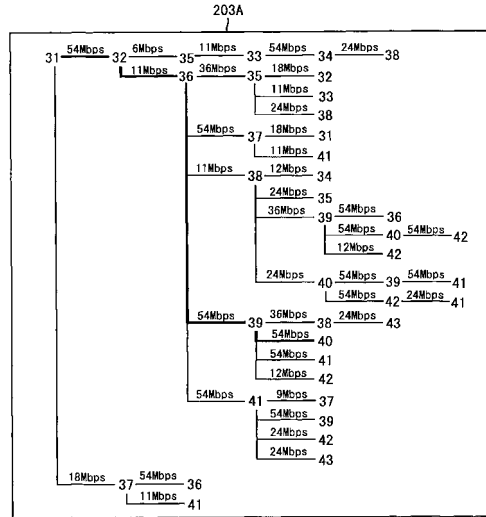 203A
31 54Mbps 32 6Mbps 35 11Mbps 33 54Mbps 34 24Mbps 38
11Mbps 36 36Mbps 35 18Mbps 32
11Mbps 33
24Mbps 38
54Mbps 37 18Mbps 31
11Mbps 41
11Mbps 38 12Mbps 34
24Mbps 35
36Mbps 39 54Mbps 36
54Mbps 40 54Mbps 42
12Mbps 42
24Mbps 40 54Mbps 39 54Mbps 41
54Mbps 42 24Mbps 41
54Mbps 39 36Mbps 38 24Mbps 43
54Mbps 40
54Mbps 41
12Mbps 42
54Mbps 41 9Mbps 37
54Mbps 39
24Mbps 42
24Mbps 43
18Mbps 37 54Mbps 36
11Mbps 41